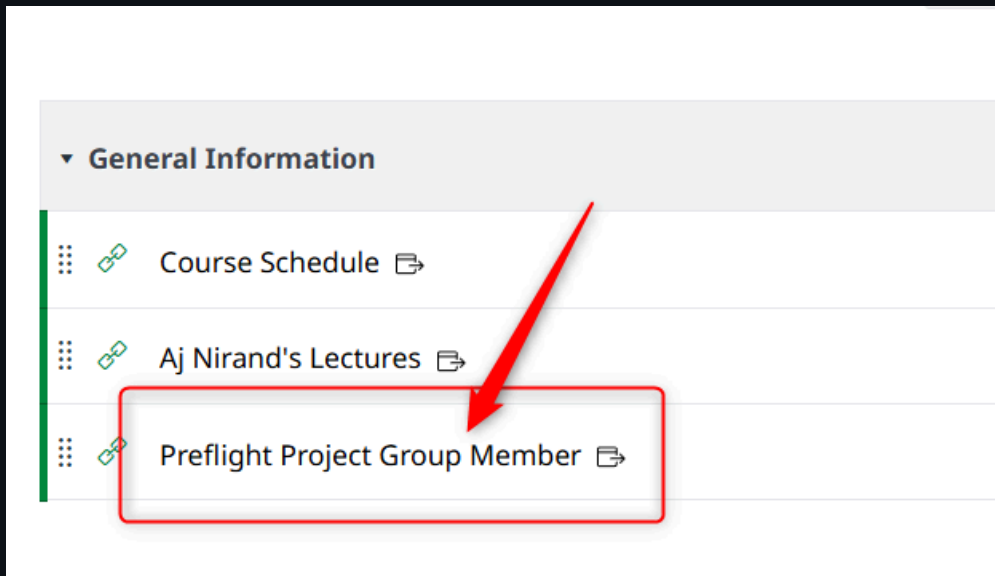 General Information
Course Schedule
Aj Nirand's Lectures
Preflight Project Group Member